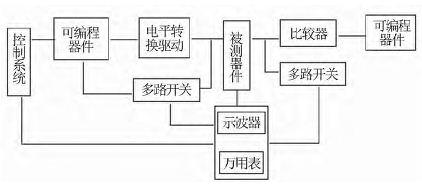 控制系统
可编程
器件
电平转
换驱动
多路开关
被测器件
比较器
可编程
器件
多路开关
示波器
万用表